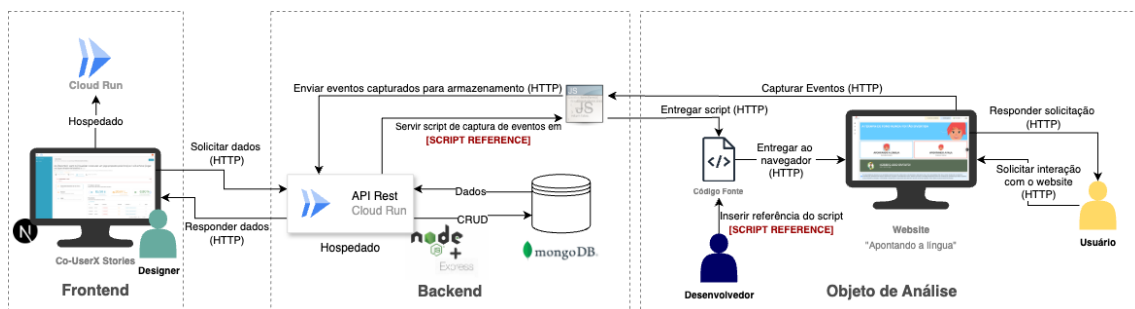 Cloud Run
Hospedado
N
Co-UserX Stories
Designer
Frontend
Solicitar dados
(HTTP)
Responder dados
(HTTP)
Enviar eventos capturados para armazenamento (HTTP)
JS
JS
Servir script de captura de eventos em
[SCRIPT REFERENCE]
API Rest
Cloud Run
Hospedado
Dados
CRUD
node
JS
+
Express
mongoDB.
Backend
Capturar Eventos (HTTP)
Entregar script (HTTP)
</>
Código Fonte
Entregar ao
navegador
(HTTP)
Inserir referência do script
[SCRIPT REFERENCE]
Desenvolvedor
Website
"Apontando a língua"
Responder solicitação
(HTTP)
Solicitar interação
com o website
(HTTP)
Usuário
Objeto de Análise